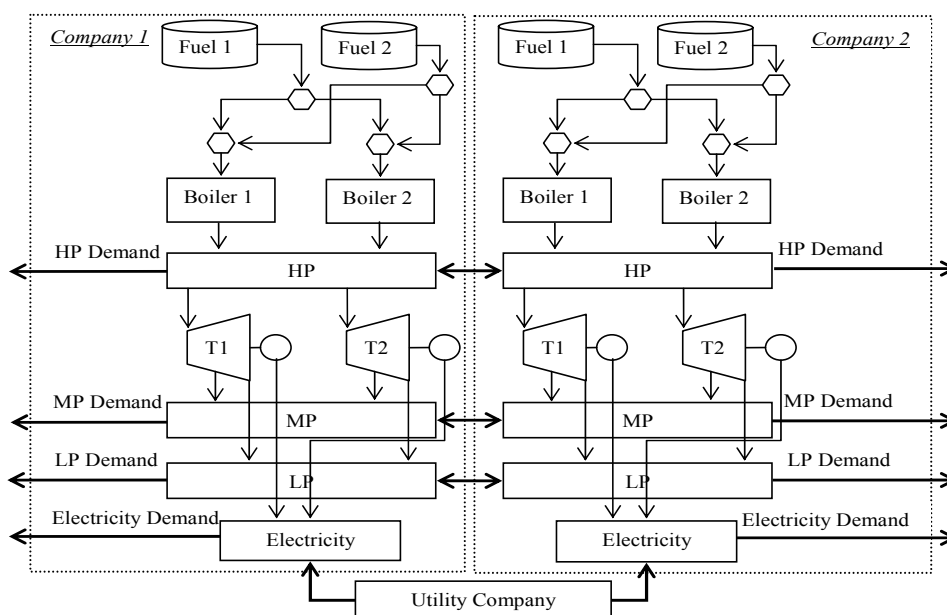 Company 1
Fuel 1
Fuel 2
Fuel 1
Fuel 2
Company 2
Boiler 1
Boiler 2
Boiler 1
Boiler 2
HP Demand
HP
HP
HP Demand
T1
T2
T1
T2
MP Demand
MP
MP
MP Demand
LP Demand
LP
LP
LP Demand
Electricity Demand
Electricity
Electricity
Electricity Demand
Utility Company